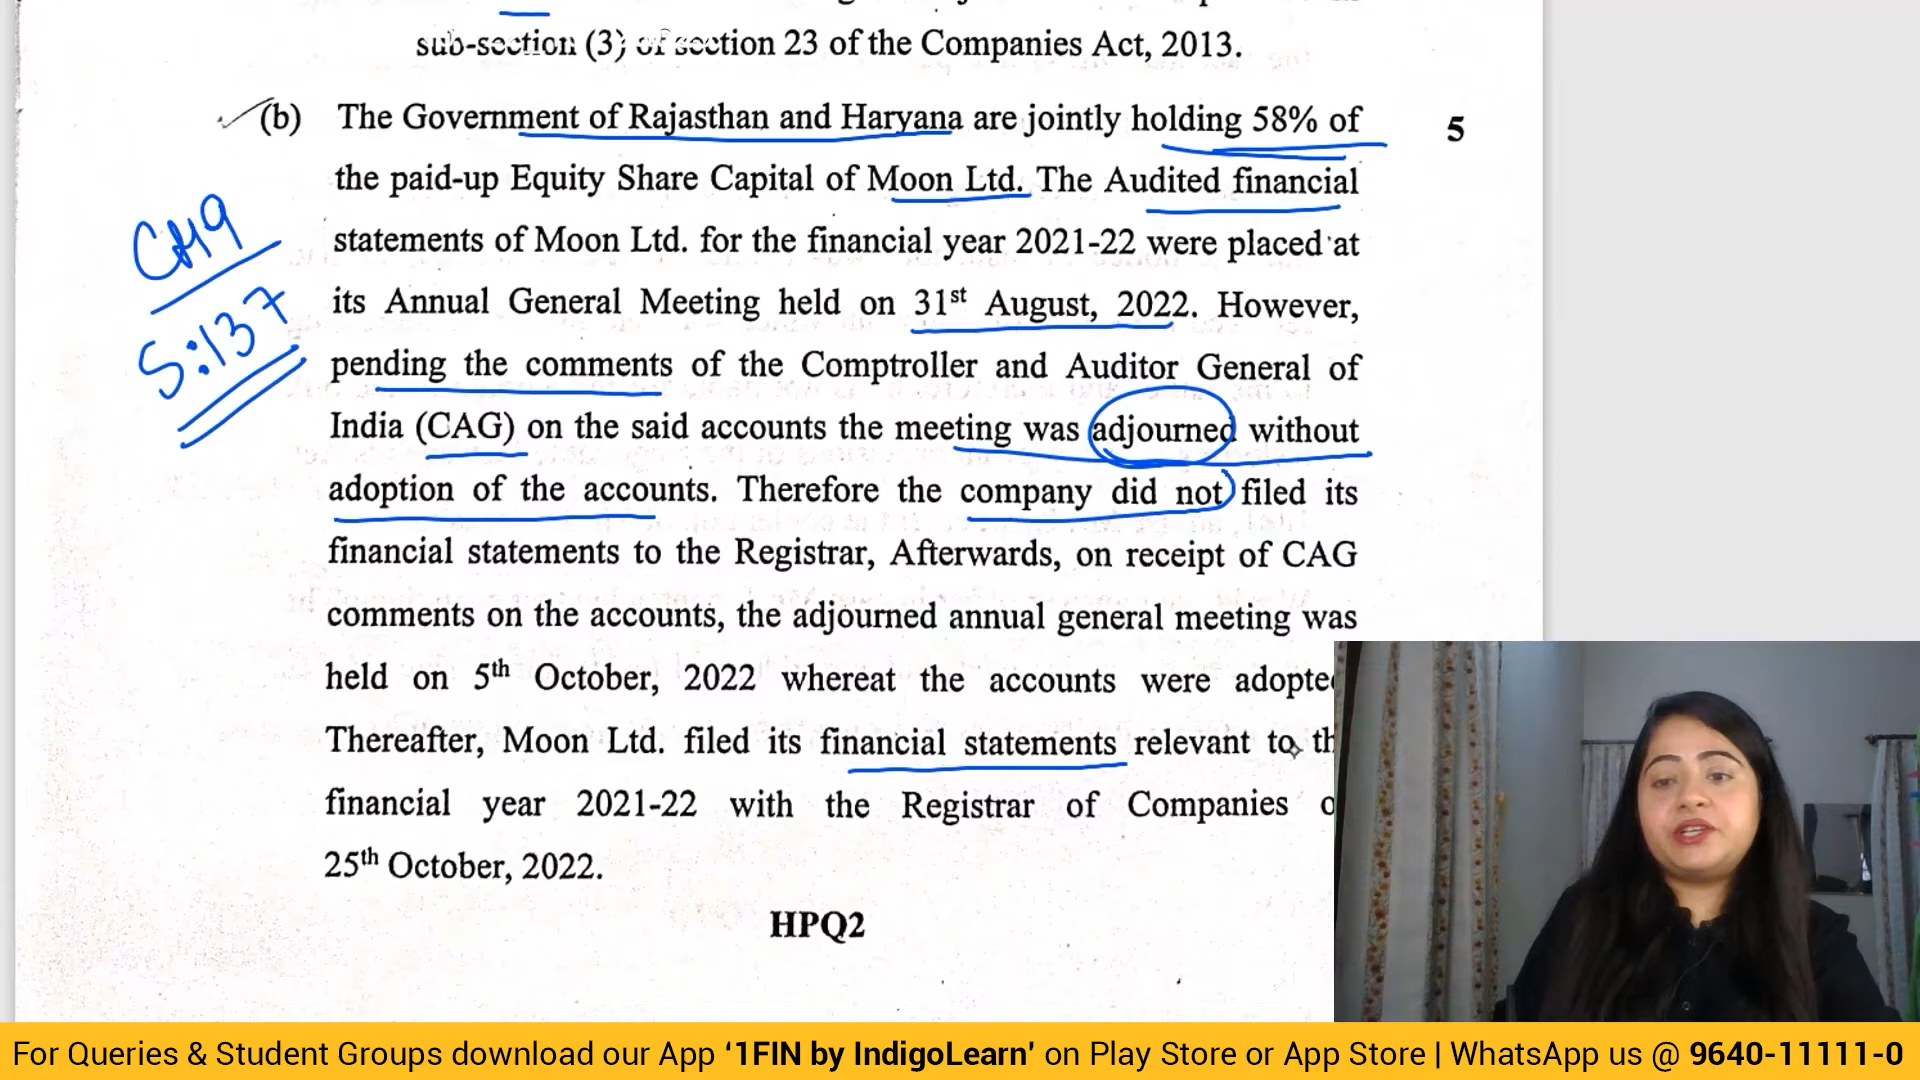 sub-section (3) of section 23 of the Companies Act, 2013.
(b) The Government of Rajasthan and Haryana are jointly holding 58% of 5
the paid-up Equity Share Capital of Moon Ltd. The Audited financial
statements of Moon Ltd. for the financial year 2021-22 were placed at
its Annual General Meeting held on 31st August, 2022. However,
pending the comments of the Comptroller and Auditor General of
India (CAG) on the said accounts the meeting was adjourned without
adoption of the accounts. Therefore the company did not filed its
financial statements to the Registrar, Afterwards, on receipt of CAG
comments on the accounts, the adjourned annual general meeting was
held on 5th October, 2022 whereat the accounts were adopte
Thereafter, Moon Ltd. filed its financial statements relevant to th
financial year 2021-22 with the Registrar of Companies o
25th October, 2022.
HPQ2
CH9
S:137
For Queries & Student Groups download our App ‘1FIN by IndigoLearn’ on Play Store or App Store | WhatsApp us @ 9640-11111-0